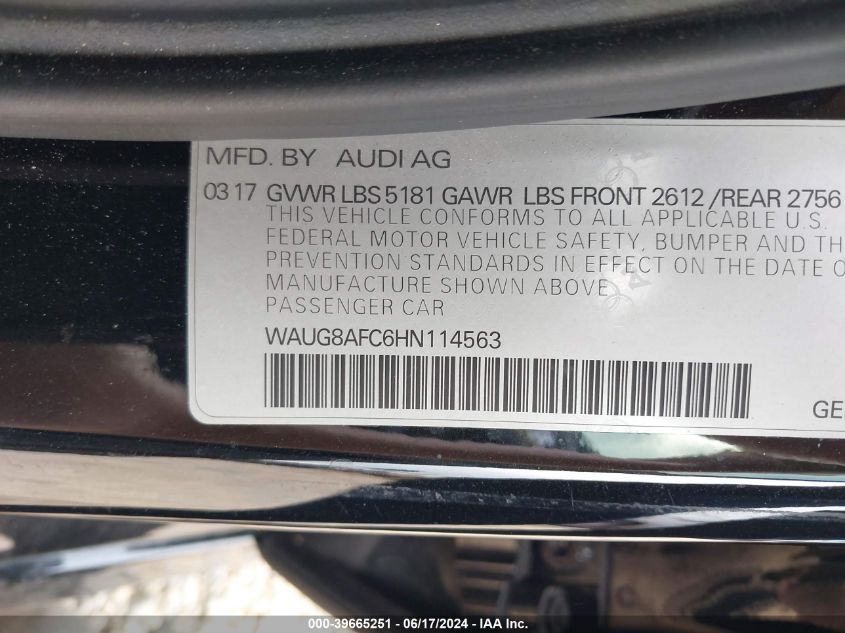 MFD. BY AUDI AG
03 17 GVWR LBS 5181 GAWR LBS FRONT 2612 /REAR 2756
THIS VEHICLE CONFORMS TO ALL APPLICABLE U.S.
FEDERAL MOTOR VEHICLE SAFETY, BUMPER AND TH
PREVENTION STANDARDS IN EFFECT ON THE DATE O
MANUFACTURE SHOWN ABOVE
PASSENGER CAR
WAUG8AFC6HN114563
GE
000-39665251 - 06/17/2024 - IAA Inc.